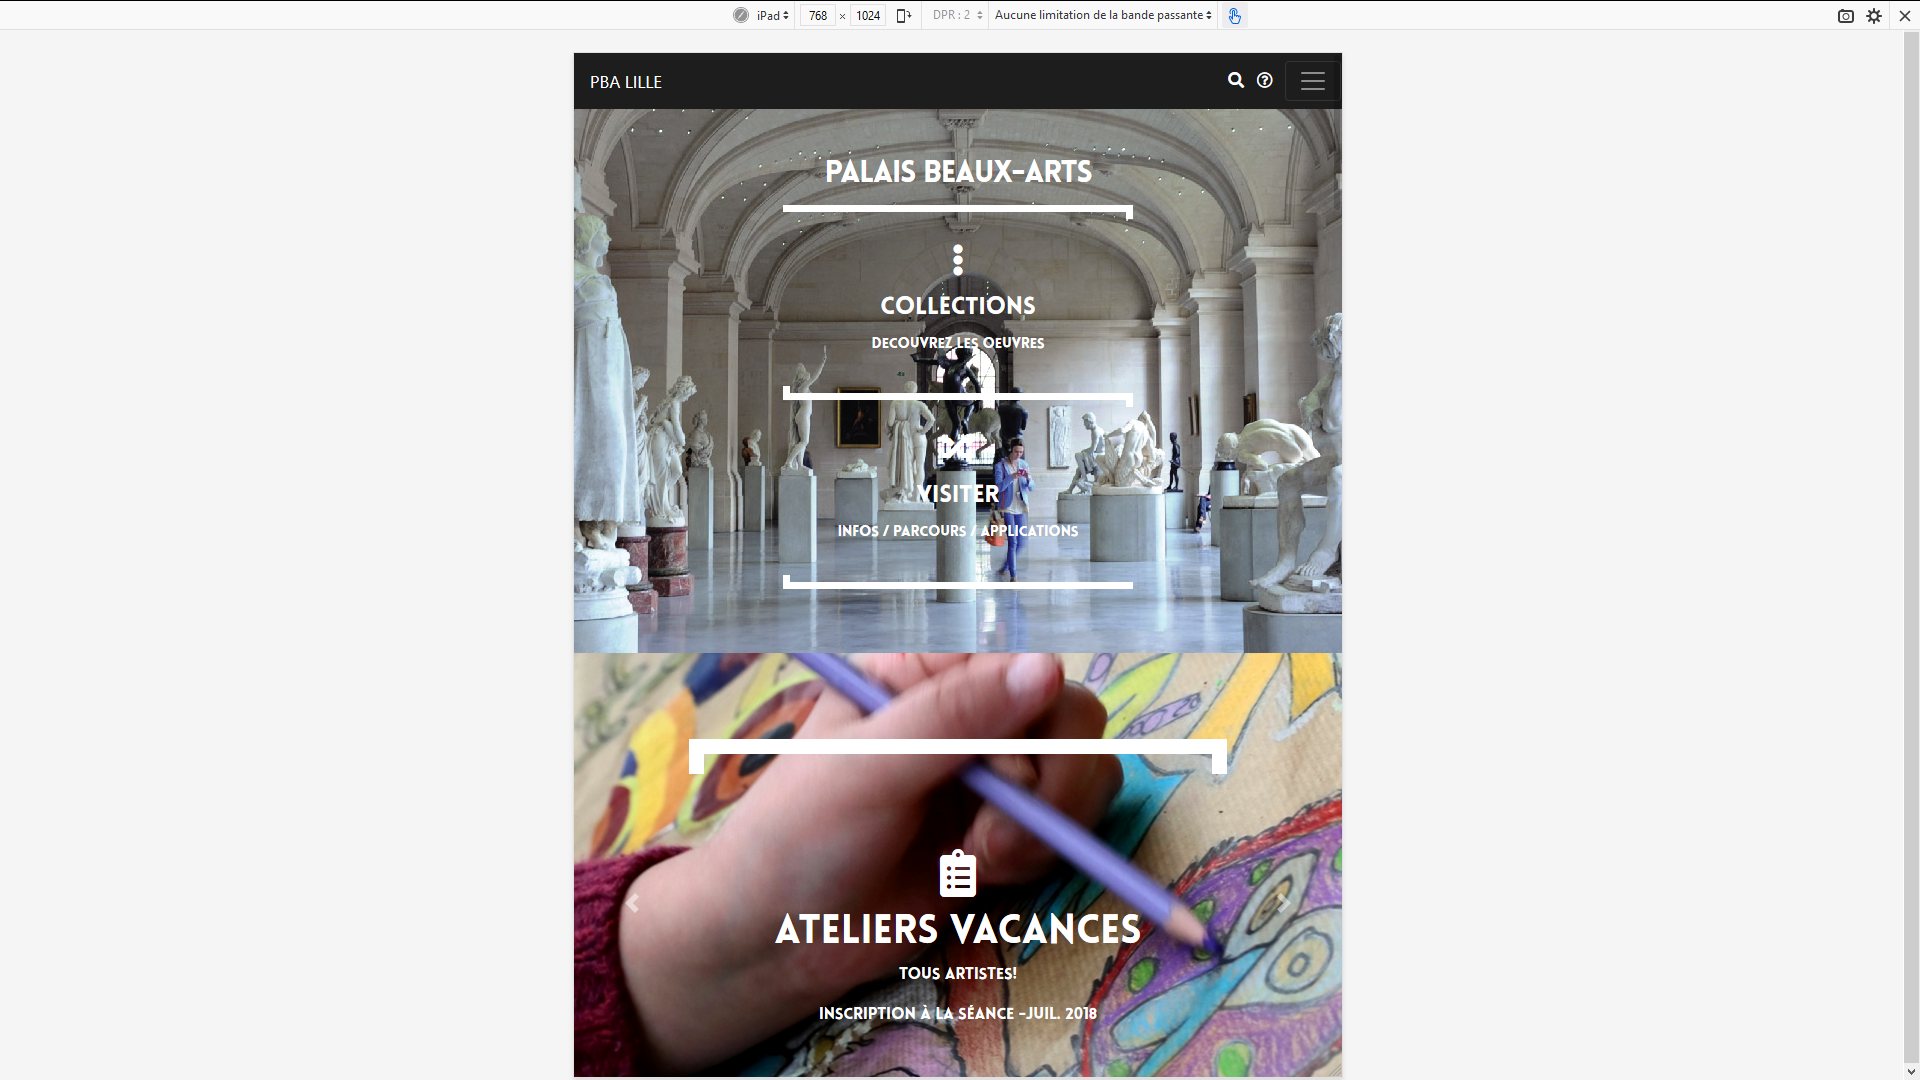 iPad 768 × 1024 DPR : 2 Aucune limitation de la bande passante
PBA LILLE
PALAIS BEAUX-ARTS
COLLECTIONS
DECOUVREZ LES OEUVRES
VISITER
INFOS / PARCOURS / APPLICATIONS
ATELIERS VACANCES
TOUS ARTISTES!
INSCRIPTION À LA SÉANCE -JUIL. 2018